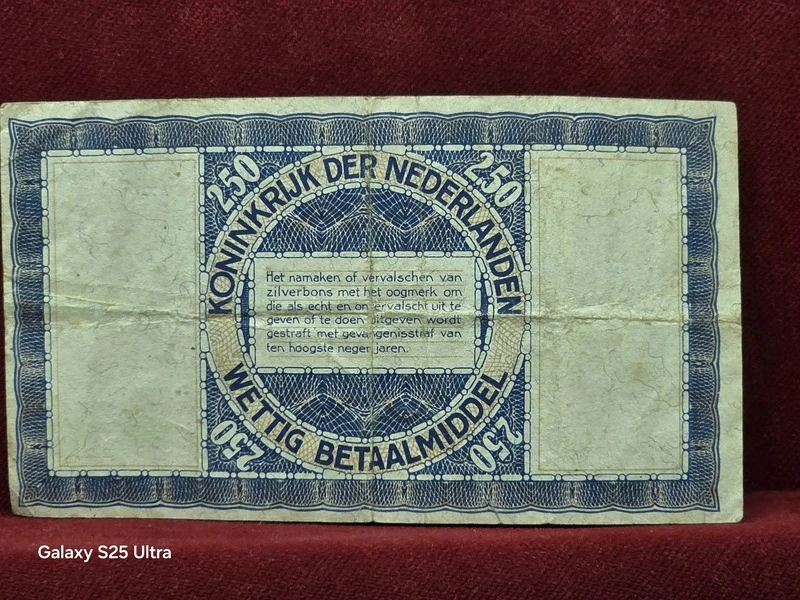 250 250
KONINKRIJK DER NEDERLANDEN
Het namaken of vervalschen van
zilverbons met het oogmerk om
die als echt en onvervalscht uit te
geven of te doen uitgeven wordt
gestraft met gevangenisstraf van
ten hoogste negen jaren.
WETTIG BETAALMIDDEL
250 250
Galaxy S25 Ultra